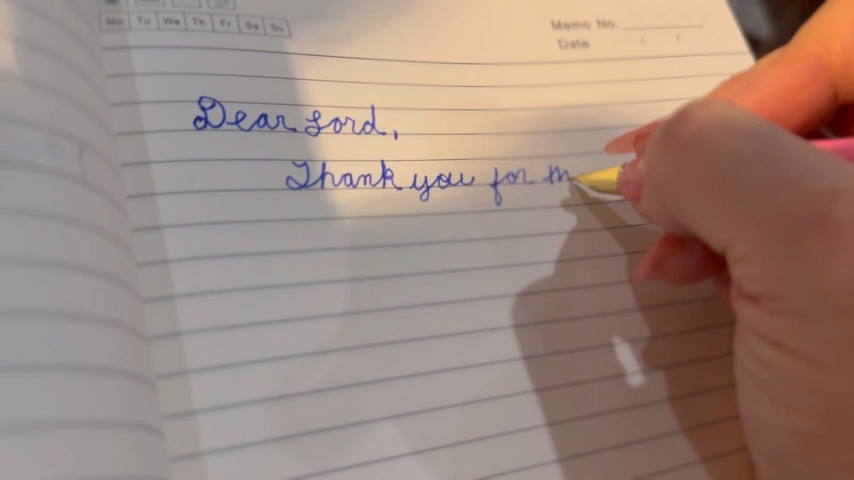 Mo Tu We Th Fr Sa Su
Memo No.
Date / /
Dear Lord,
Thank you for